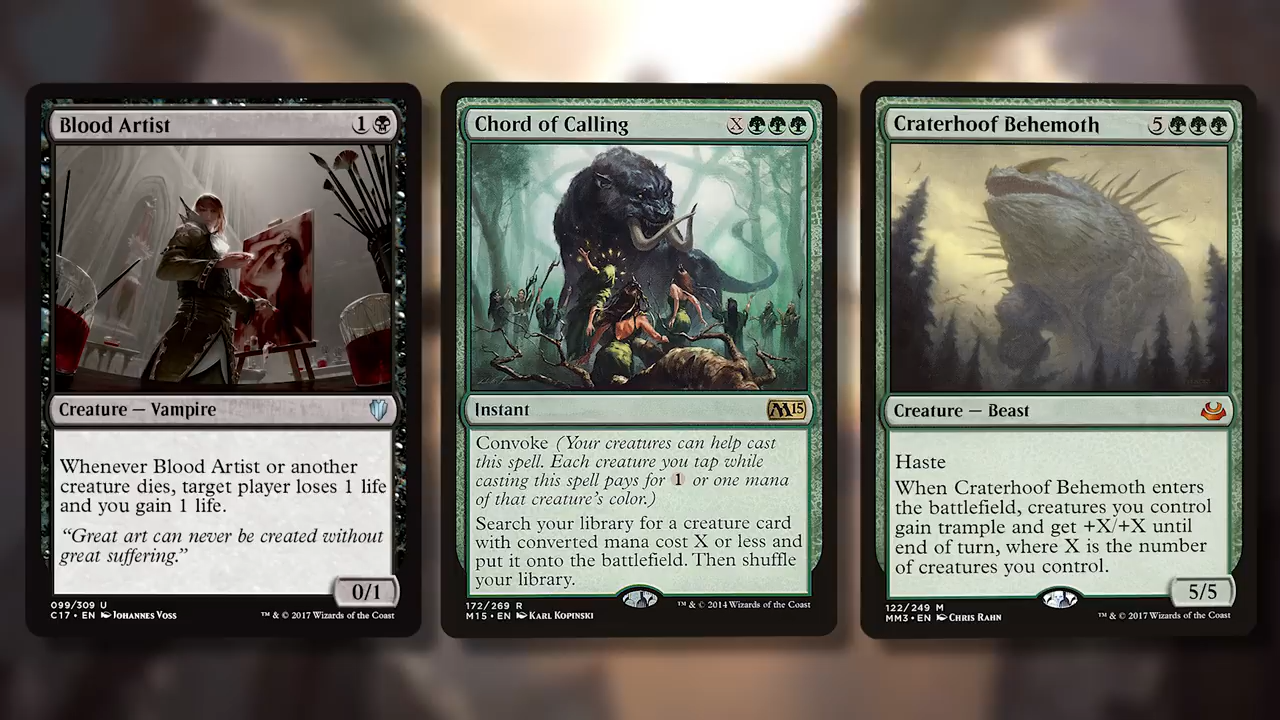 Blood Artist 1
Creature — Vampire
Whenever Blood Artist or another
creature dies, target player loses 1 life
and you gain 1 life.
“Great art can never be created without
great suffering.”
0/1
099/309 U
C17 • EN Johannes Voss ™ & © 2017 Wizards of the Coast
Chord of Calling X
Instant M15
Convoke (Your creatures can help cast
this spell. Each creature you tap while
casting this spell pays for 1 or one mana
of that creature’s color.)
Search your library for a creature card
with converted mana cost X or less and
put it onto the battlefield. Then shuffle
your library.
172/269 R
M15 • EN Karl Kopinski ™ & © 2014 Wizards of the Coast
Craterhoof Behemoth 5
Creature — Beast
Haste
When Craterhoof Behemoth enters
the battlefield, creatures you control
gain trample and get +X/+X until
end of turn, where X is the number
of creatures you control.
5/5
122/249 M
MM3 • EN Chris Rahn ™ & © 2017 Wizards of the Coast